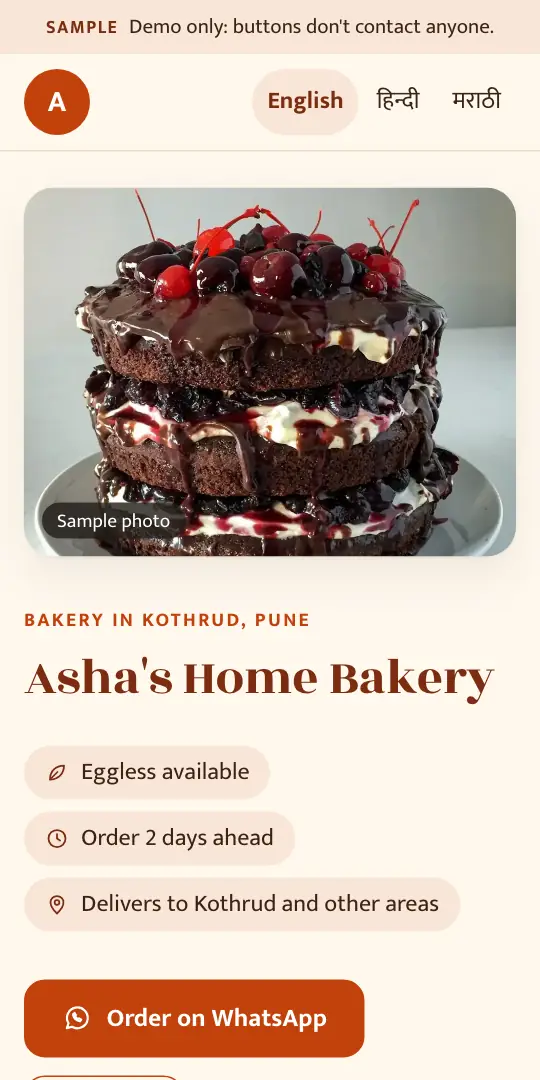 SAMPLE Demo only: buttons don't contact anyone.
A
English हिन्दी मराठी
Sample photo
BAKERY IN KOTHRUD, PUNE
Asha's Home Bakery
Eggless available
Order 2 days ahead
Delivers to Kothrud and other areas
Order on WhatsApp